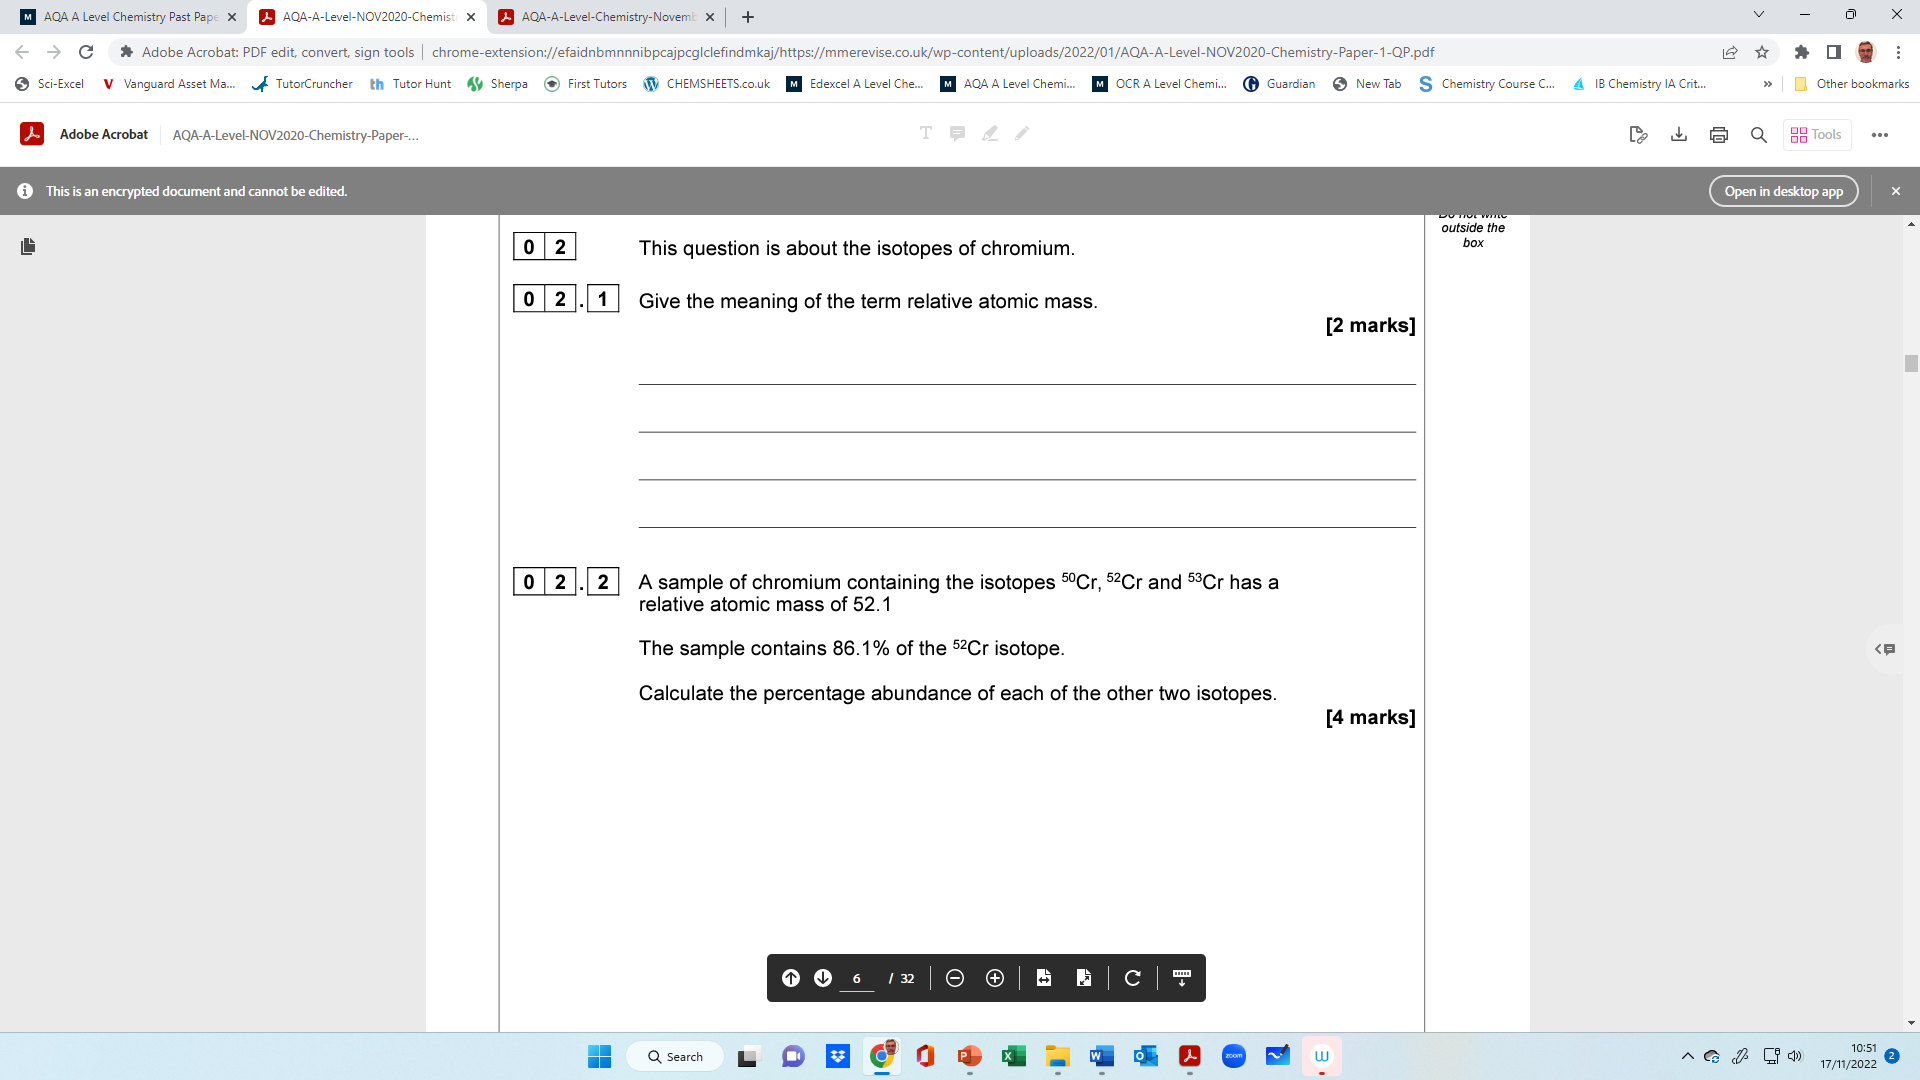 AQA A Level Chemistry Past Pape
AQA-A-Level-NOV2020-Chemist
AQA-A-Level-Chemistry-Novemb
Adobe Acrobat: PDF edit, convert, sign tools
chrome-extension://efaidnbmnnnibpcajpcglclefindmkaj/https://mmerevise.co.uk/wp-content/uploads/2022/01/AQA-A-Level-NOV2020-Chemistry-Paper-1-QP.pdf
Sci-Excel
Vanguard Asset Ma...
TutorCruncher
th Tutor Hunt
Sherpa
First Tutors
CHEMSHEETS.co.uk
M Edexcel A Level Che...
M AQA A Level Chemi...
M OCR A Level Chemi...
Guardian
New Tab
S Chemistry Course C...
IB Chemistry IA Crit...
»
Other bookmarks
Adobe Acrobat
AQA-A-Level-NOV2020-Chemistry-Paper-...
Tools
This is an encrypted document and cannot be edited.
Open in desktop app
Do not write
outside the
box
0 2 This question is about the isotopes of chromium.
0 2 . 1 Give the meaning of the term relative atomic mass.
[2 marks]
0 2 . 2 A sample of chromium containing the isotopes ⁵⁰Cr, ⁵²Cr and ⁵³Cr has a
relative atomic mass of 52.1
The sample contains 86.1% of the ⁵²Cr isotope.
Calculate the percentage abundance of each of the other two isotopes.
[4 marks]
6 / 32
Search
zoom
10:51
17/11/2022
2